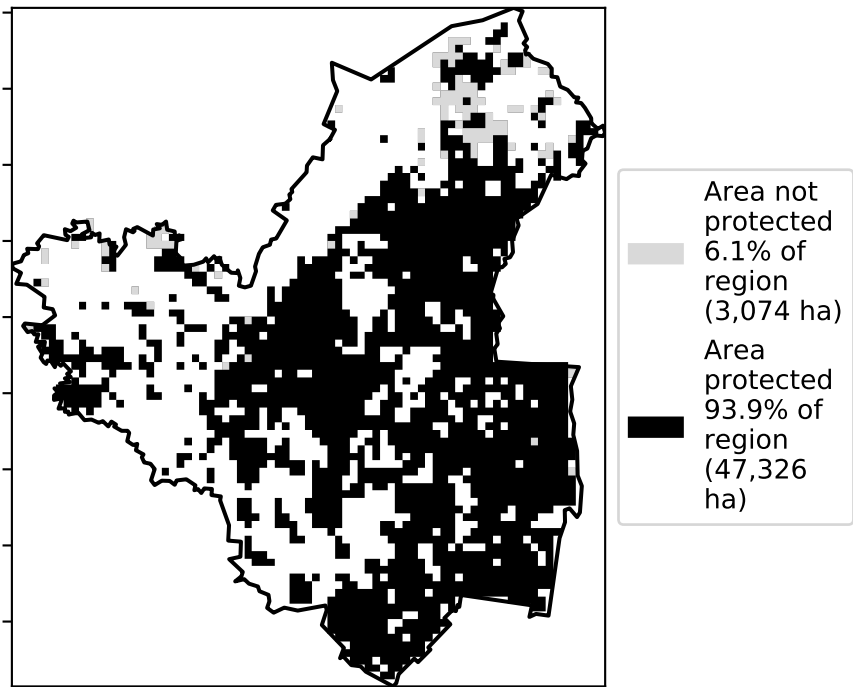 Area not
protected
6.1% of
region
(3,074 ha)
Area
protected
93.9% of
region
(47,326
ha)